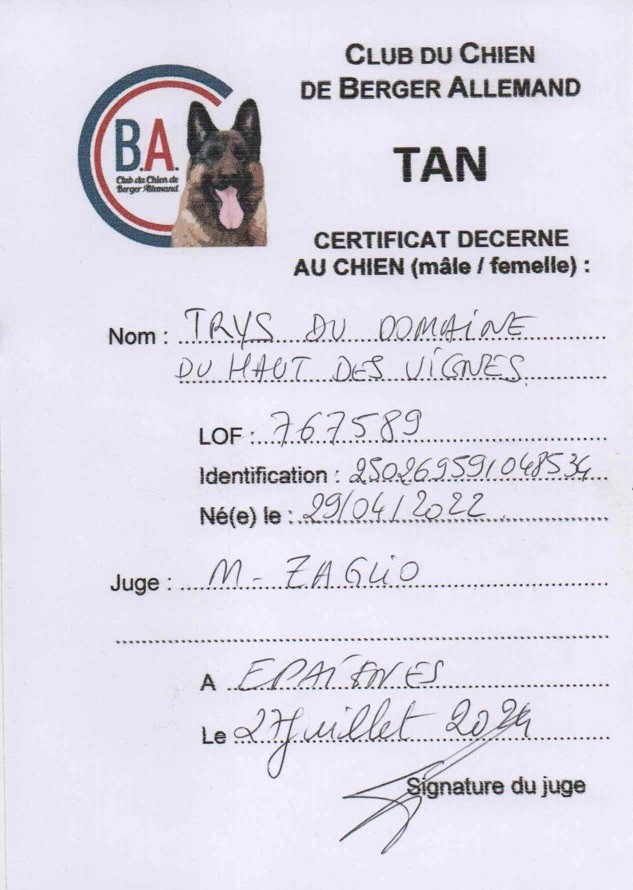 CLUB DU CHIEN
DE BERGER ALLEMAND
B.A.
Club du Chien de
Berger Allemand
TAN
CERTIFICAT DECERNE
AU CHIEN (mâle / femelle) :
Nom : TRYS DU DOMAINE
DU HAUT DES VIGNES
LOF : 767589
Identification : 250269591048534
Né(e) le : 29/04/2022
Juge : M - ZAGLIO
A EPAÎGNES
Le 27 Juillet 2024
Signature du juge